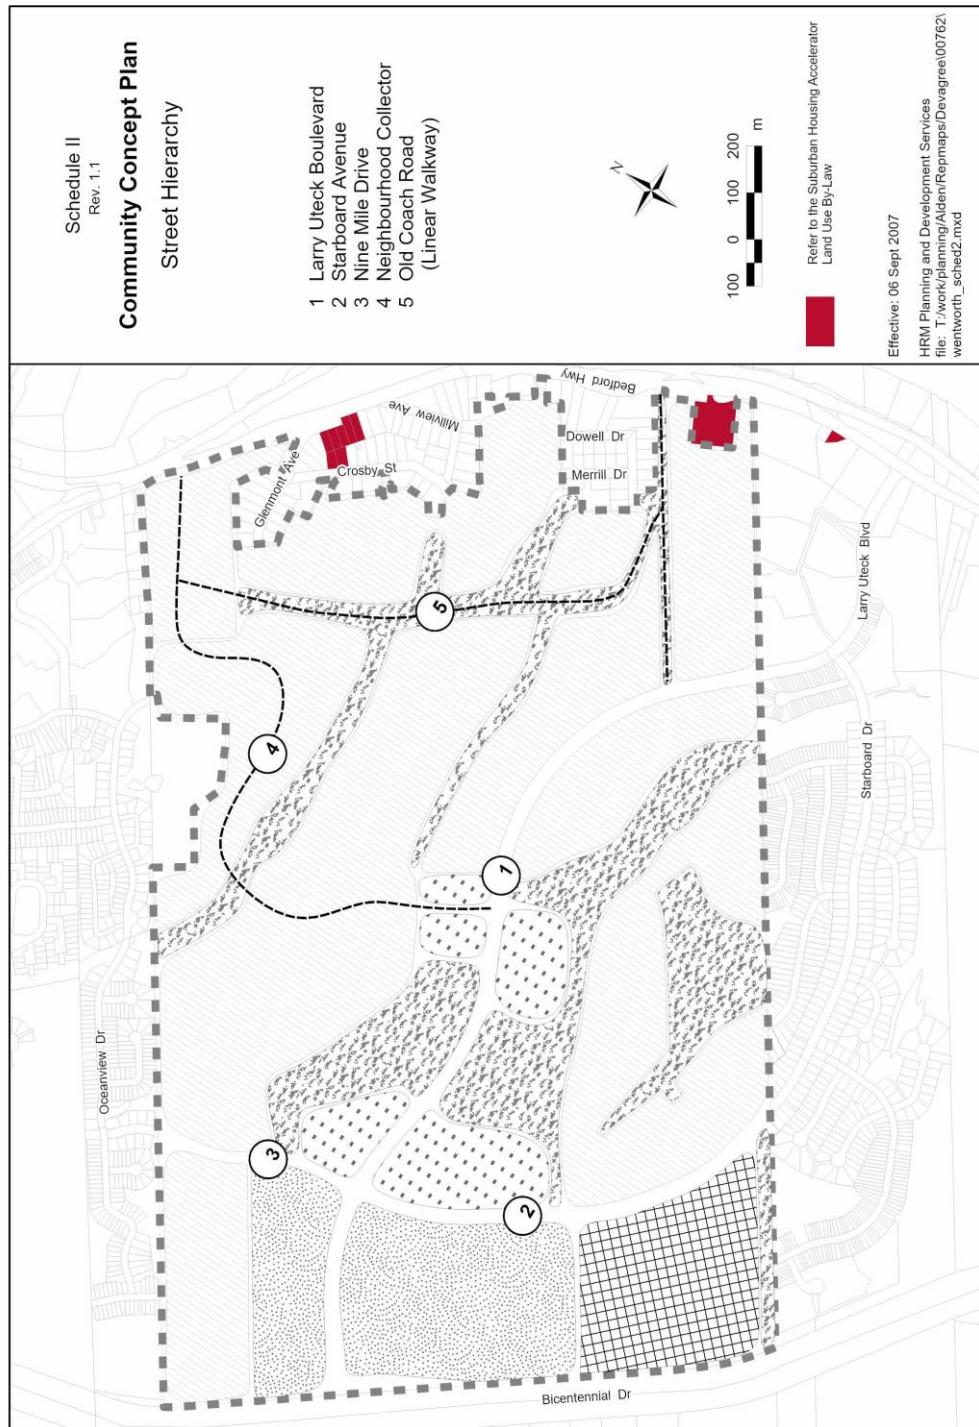 Schedule II
Rev. 1.1
Community Concept Plan
Street Hierarchy
1 Larry Uteck Boulevard
2 Starboard Avenue
3 Nine Mile Drive
4 Neighbourhood Collector
5 Old Coach Road
(Linear Walkway)
N
100 0 100 200
m
Refer to the Suburban Housing Accelerator
Land Use By-Law
Effective: 06 Sept 2007
HRM Planning and Development Services
file: T:/work/planning/Alden/Repmaps/Devagree\00762\
wentworth_sched2.mxd
Bedford Hwy
Millview Ave
Glenmont Ave
Crosby St
Dowell Dr
Merrill Dr
Larry Uteck Blvd
Starboard Dr
Oceanview Dr
Bicentennial Dr
5
4
1
3
2